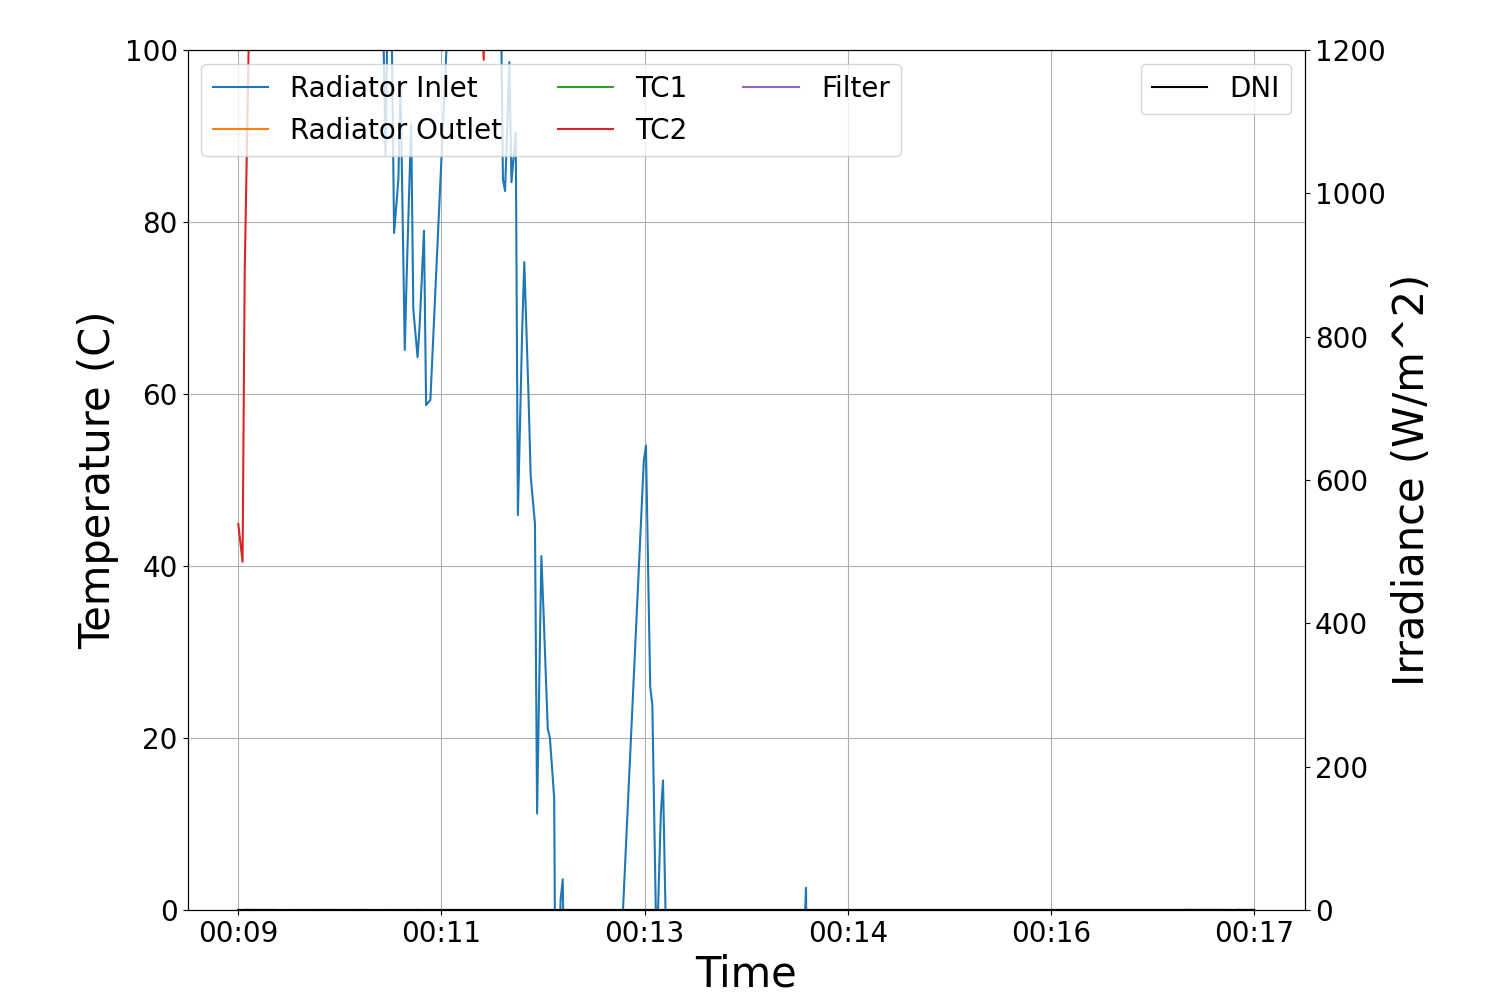 Radiator Inlet
Radiator Outlet
TC1
TC2
Filter
DNI
100
80
60
40
20
0
Temperature (C)
1200
1000
800
600
400
200
0
Irradiance (W/m^2)
00:09 00:11 00:13 00:14 00:16 00:17
Time